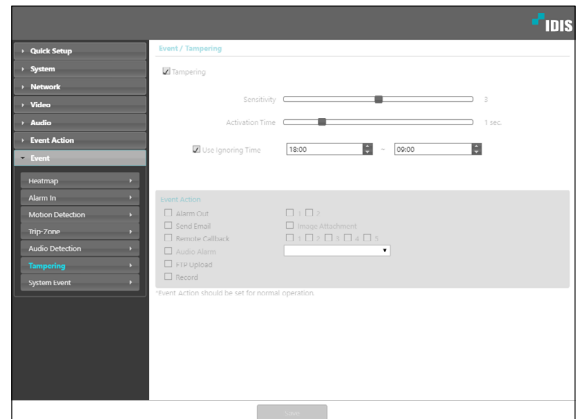 IDIS
Quick Setup
System
Network
Video
Audio
Event Action
Event
Heatmap
Alarm In
Motion Detection
Trip-Zone
Audio Detection
Tampering
System Event
Event / Tampering
Tampering
Sensitivity 3
Activation Time 1 sec.
Use Ignoring Time 18:00 ~ 09:00
Event Action
Alarm Out 1 2
Send Email Image Attachment
Remote Callback 1 2 3 4 5
Audio Alarm
FTP Upload
Record
*Event Action should be set for normal operation.
Save